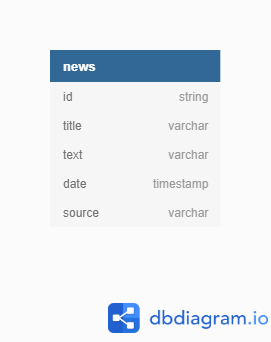 news
id string
title varchar
text varchar
date timestamp
source varchar
dbdiagram.io